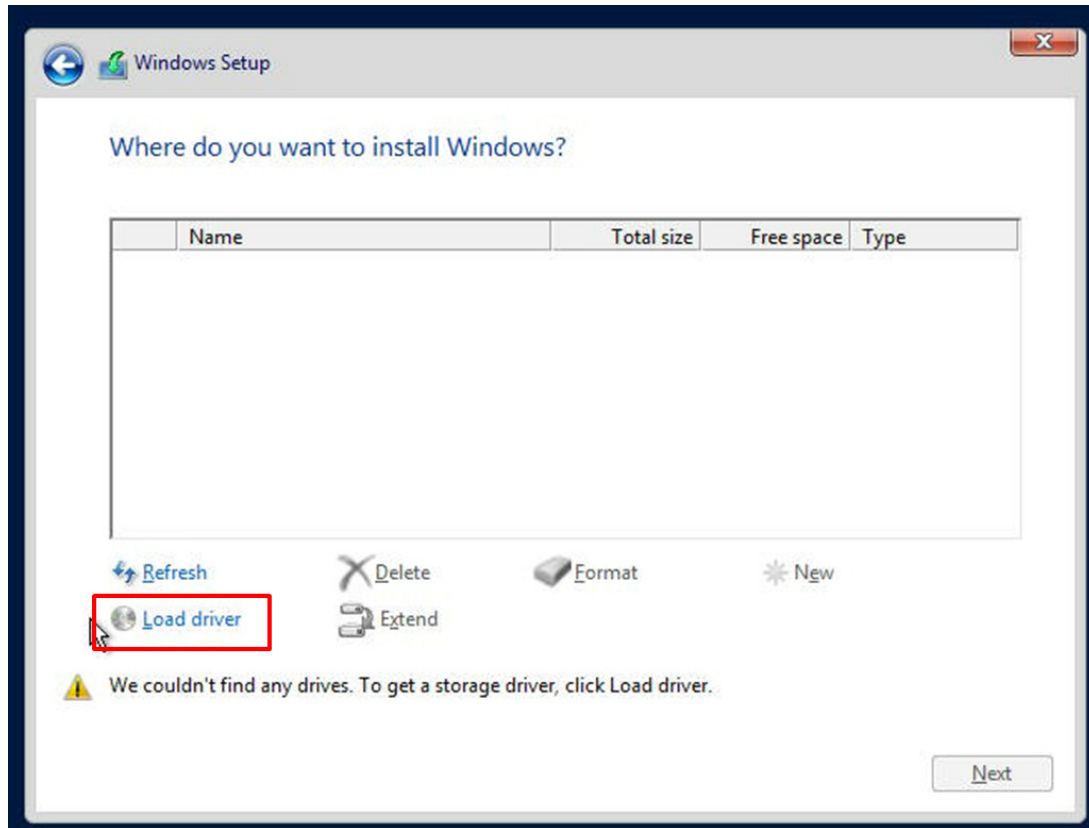 Windows Setup
Where do you want to install Windows?
Name Total size Free space Type
Refresh Delete Format New
Load driver Extend
We couldn't find any drives. To get a storage driver, click Load driver.
Next